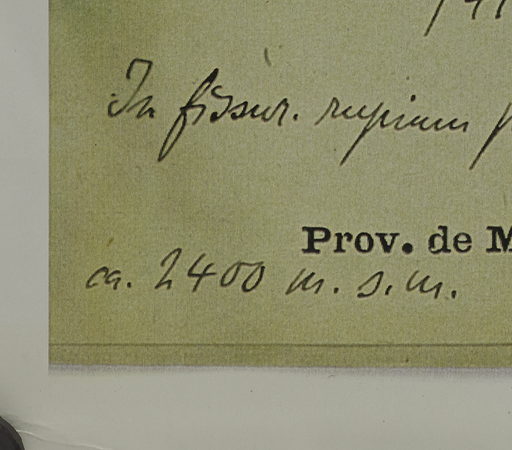 In fissur. rupium
Prov. de M
ca. 2400 m. s. m.